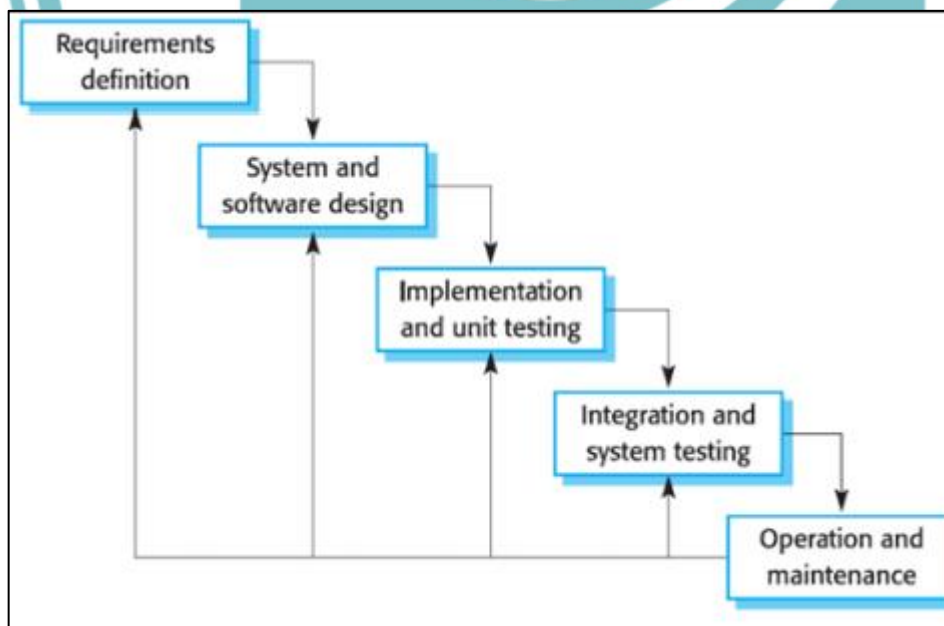 Requirements
definition
System and
software design
Implementation
and unit testing
Integration and
system testing
Operation and
maintenance